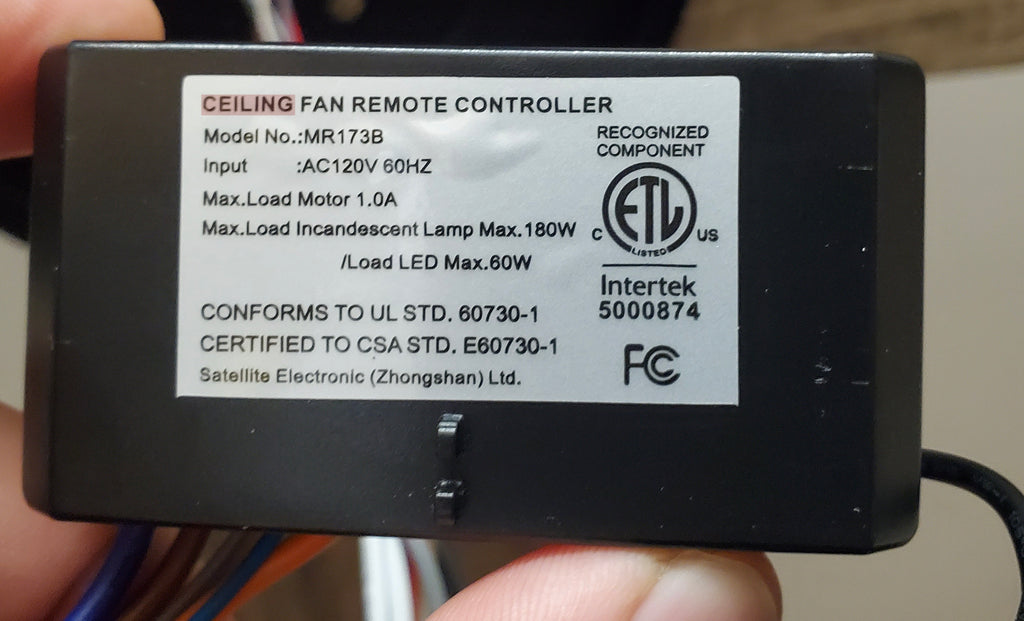 CEILING FAN REMOTE CONTROLLER
Model No.:MR173B
Input :AC120V 60HZ
Max.Load Motor 1.0A
Max.Load Incandescent Lamp Max.180W
/Load LED Max.60W
CONFORMS TO UL STD. 60730-1
CERTIFIED TO CSA STD. E60730-1
Satellite Electronic (Zhongshan) Ltd.
RECOGNIZED
COMPONENT
ETL
C LISTED US
Intertek
5000874
FC